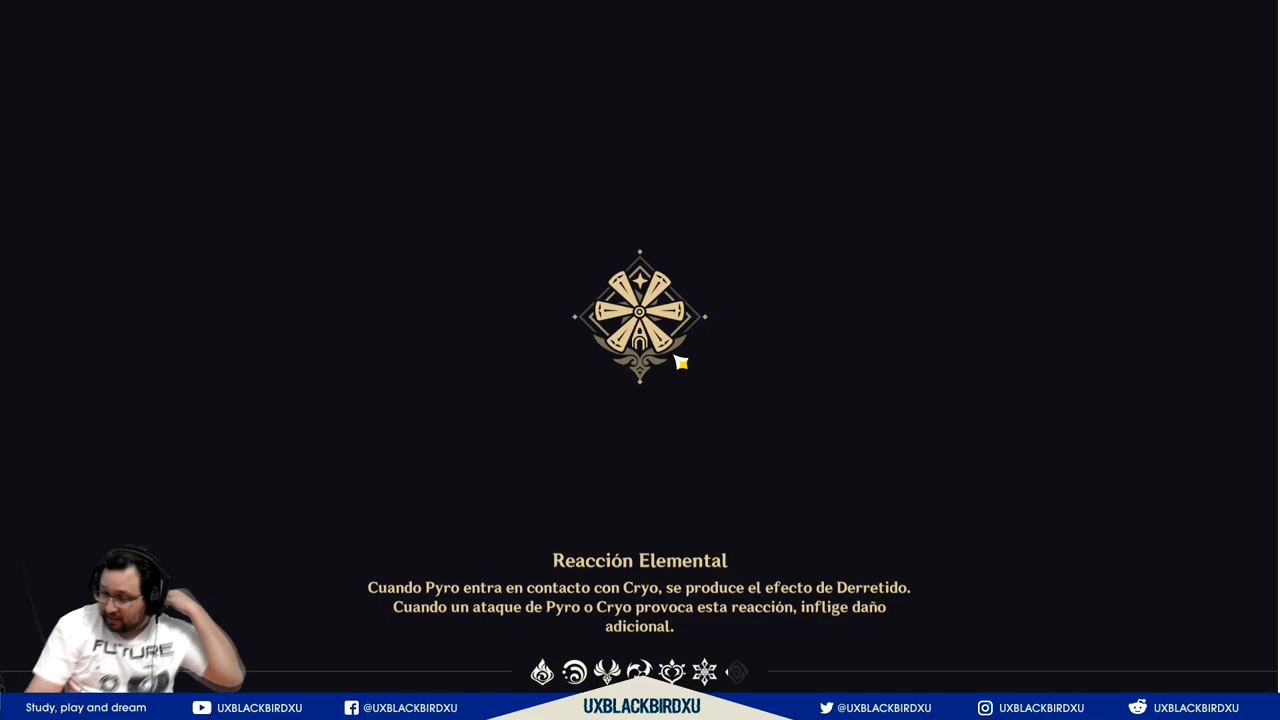 Reacción Elemental
Cuando Pyro entra en contacto con Cryo, se produce el efecto de Derretido.
Cuando un ataque de Pyro o Cryo provoca esta reacción, inflige daño
adicional.
FUTURE
Study, play and dream
UXBLACKBIRDXU
@UXBLACKBIRDXU
UXBLACKBIRDXU
@UXBLACKBIRDXU
UXBLACKBIRDXU
UXBLACKBIRDXU